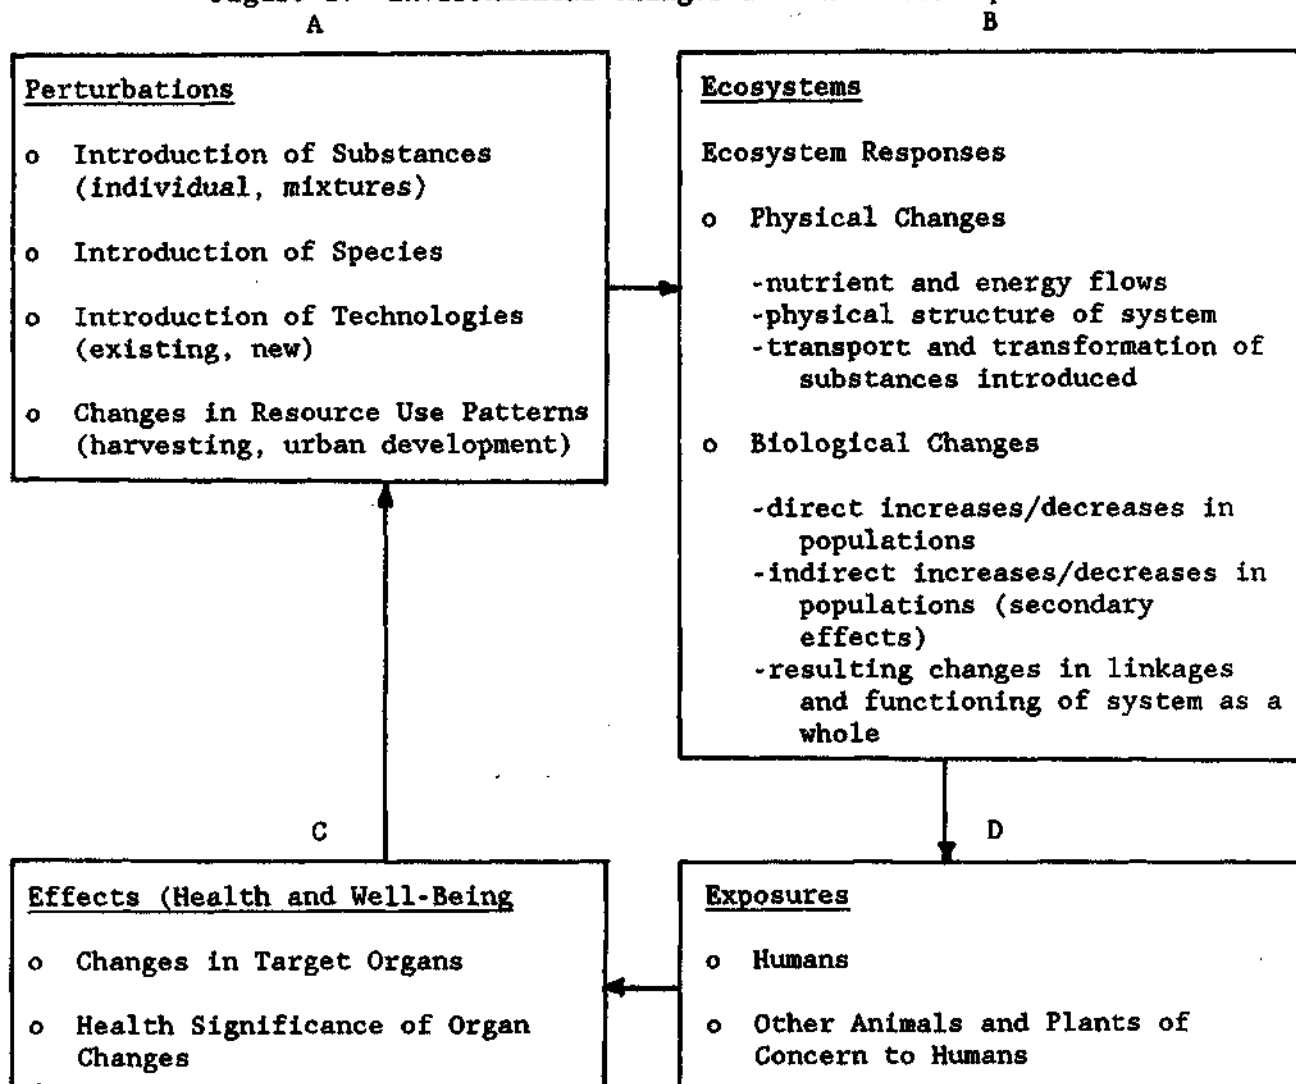 A
Perturbations
o Introduction of Substances
(individual, mixtures)
o Introduction of Species
o Introduction of Technologies
(existing, new)
o Changes in Resource Use Patterns
(harvesting, urban development)
B
Ecosystems
Ecosystem Responses
o Physical Changes
-nutrient and energy flows
-physical structure of system
-transport and transformation of
substances introduced
o Biological Changes
-direct increases/decreases in
populations
-indirect increases/decreases in
populations (secondary
effects)
-resulting changes in linkages
and functioning of system as a
whole
C
Effects (Health and Well-Being
o Changes in Target Organs
o Health Significance of Organ
Changes
D
Exposures
o Humans
o Other Animals and Plants of
Concern to Humans